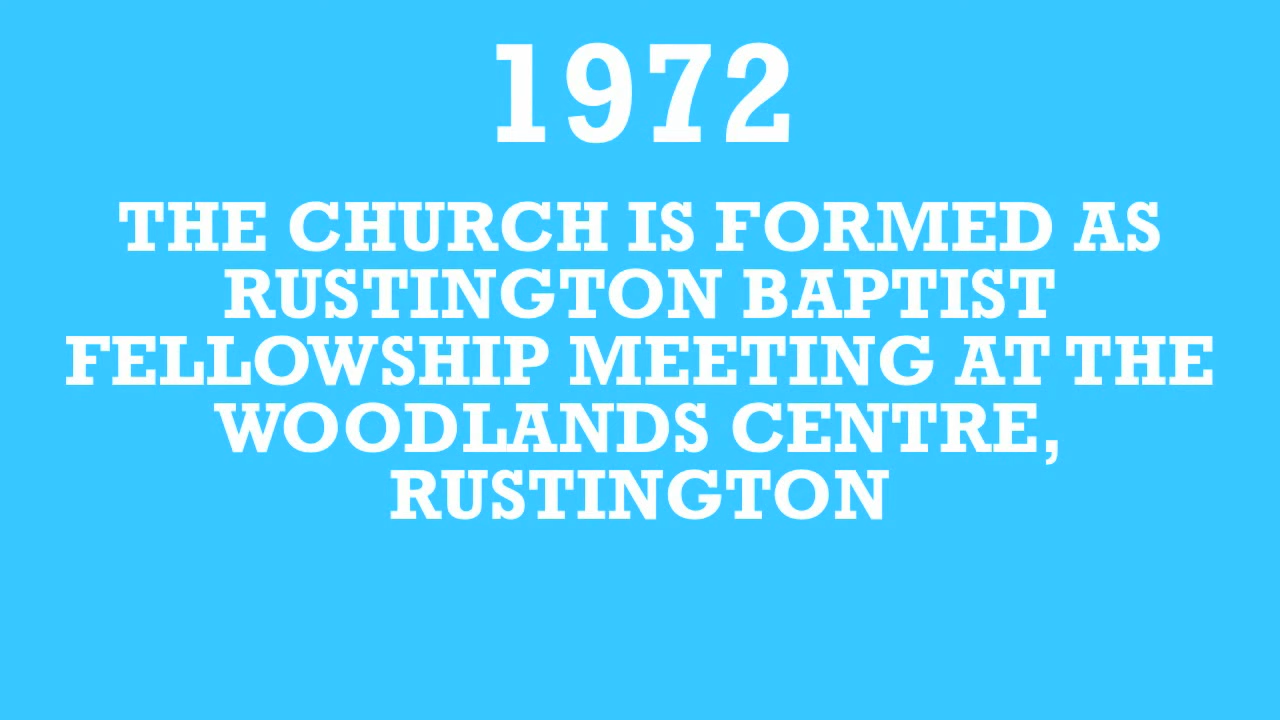 1972
THE CHURCH IS FORMED AS
RUSTINGTON BAPTIST
FELLOWSHIP MEETING AT THE
WOODLANDS CENTRE,
RUSTINGTON